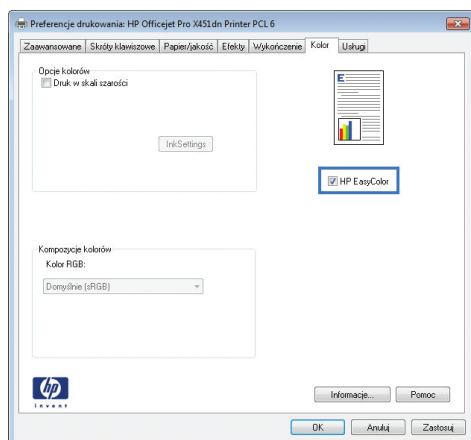 Preferencje drukowania: HP Officejet Pro X451dn Printer PCL 6
Zaawansowane Skróty klawiszowe Papier/jakość Efekty Wykończenie Kolor Usługi
Opcje kolorów
Druk w skali szarości
InkSettings
E
HP EasyColor
Kompozycje kolorów
Kolor RGB:
Domyślnie (sRGB)
hp
invent
Informacje... Pomoc
OK Anuluj Zastosuj